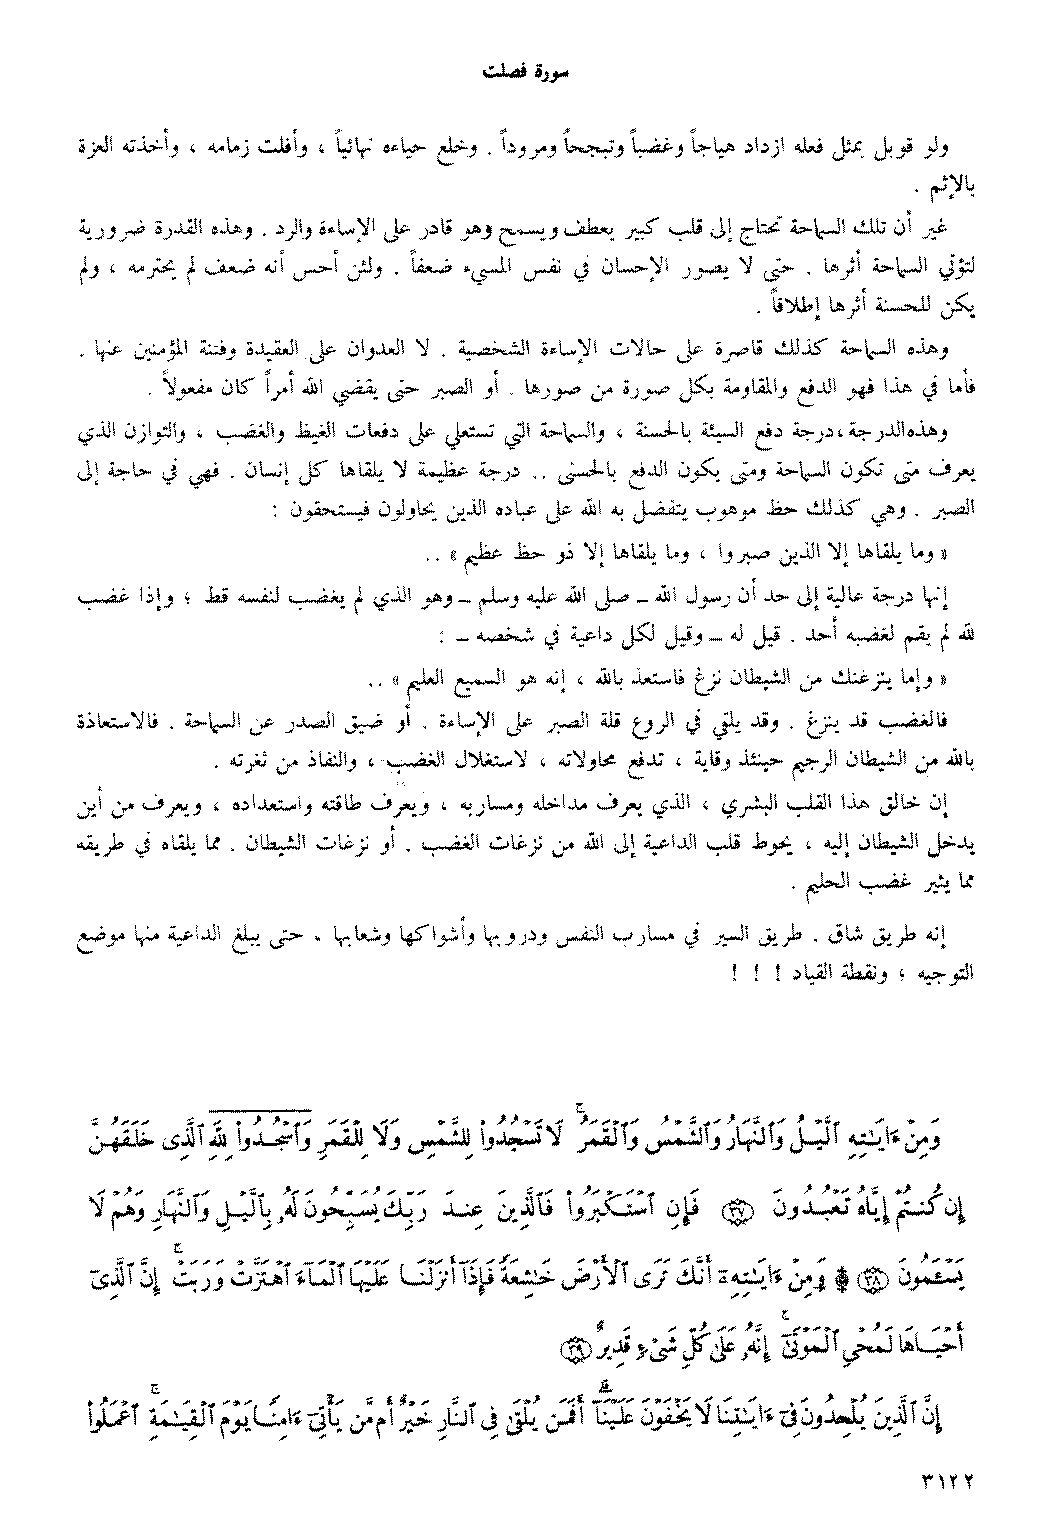 سورة فصلت
ولو قوبل بمثل فعله ازداد هياجاً وغضباً وتبجحاً ومروداً . وخلع حياءه نهائياً ، وأفلت زمامه ، وأخذته العزة
بالإثم .
غير أن تلك السماحة تحتاج إلى قلب كبير يعطف ويسمح وهو قادر على الإساءة والرد . وهذه القدرة ضرورية
لتؤتي السماحة أثرها . حتى لا يصور الإحسان في نفس المسيء ضعفاً . ولئن أحس أنه ضعف لم يحترمه ، ولم
يكن للحسنة أثرها إطلاقاً .
وهذه السماحة كذلك قاصرة على حالات الإساءة الشخصية . لا العدوان على العقيدة وفتنة المؤمنين عنها .
فأما في هذا فهو الدفع والمقاومة بكل صورة من صورها . أو الصبر حتى يقضي الله أمراً كان مفعولاً .
وهذه الدرجة ، درجة دفع السيئة بالحسنة ، والسماحة التي تستعلي على دفعات الغيظ والغضب ، والتوازن الذي
يعرف متى تكون السماحة ومتى يكون الدفع بالحسنى .. درجة عظيمة لا يلقاها كل إنسان . فهي في حاجة إلى
الصبر . وهي كذلك حظ موهوب يتفضل به الله على عباده الذين يحاولون فيستحقون :
« وما يلقاها إلا الذين صبروا ، وما يلقاها إلا ذو حظ عظيم » ..
إنها درجة عالية إلى حد أن رسول الله – صلى الله عليه وسلم – وهو الذي لم يغضب لنفسه قط ؛ وإذا غضب
لله لم يقم لغضبه أحد . قيل له – وقيل لكل داعية في شخصه – :
« وإما ينزغنك من الشيطان نزغ فاستعذ بالله ، إنه هو السميع العليم » ..
فالغضب قد ينزغ . وقد يلقي في الروع قلة الصبر على الإساءة . أو ضيق الصدر عن السماحة . فالاستعاذة
بالله من الشيطان الرجيم حينئذ وقاية ، تدفع محاولاته ، لاستغلال الغضب ، والنفاذ من ثغرته .
إن خالق هذا القلب البشري ، الذي يعرف مداخله ومساربه ، ويعرف طاقته واستعداده ، ويعرف من أين
يدخل الشيطان إليه ، يحوط قلب الداعية إلى الله من نزغات الغضب . أو نزغات الشيطان . مما يلقاه في طريقه
مما يثير غضب الحليم .
إنه طريق شاق . طريق السير في مسارب النفس ودروبها وأشواكها وشعابها ، حتى يبلغ الداعية منها موضع
التوجيه ؛ ونقطة القياد ! ! !
وَمِنْ ءَايَٰتِهِ ٱلَّيْلُ وَٱلنَّهَارُ وَٱلشَّمْسُ وَٱلْقَمَرُ ۚ لَا تَسْجُدُواْ لِلشَّمْسِ وَلَا لِلْقَمَرِ وَٱسْجُدُواْ لِلَّهِ ٱلَّذِى خَلَقَهُنَّ
إِن كُنتُمْ إِيَّاهُ تَعْبُدُونَ ﴿٣٧﴾ فَإِنِ ٱسْتَكْبَرُواْ فَٱلَّذِينَ عِندَ رَبِّكَ يُسَبِّحُونَ لَهُۥ بِٱلَّيْلِ وَٱلنَّهَارِ وَهُمْ لَا
يَسْـَٔمُونَ ﴿٣٨﴾ ۞ وَمِنْ ءَايَٰتِهِۦٓ أَنَّكَ تَرَى ٱلْأَرْضَ خَٰشِعَةً فَإِذَآ أَنزَلْنَا عَلَيْهَا ٱلْمَآءَ ٱهْتَزَّتْ وَرَبَتْ ۚ إِنَّ ٱلَّذِىٓ
أَحْيَاهَا لَمُحْىِ ٱلْمَوْتَىٰٓ ۚ إِنَّهُۥ عَلَىٰ كُلِّ شَىْءٍ قَدِيرٌ ﴿٣٩﴾
إِنَّ ٱلَّذِينَ يُلْحِدُونَ فِىٓ ءَايَٰتِنَا لَا يَخْفَوْنَ عَلَيْنَآ ۗ أَفَمَن يُلْقَىٰ فِى ٱلنَّارِ خَيْرٌ أَم مَّن يَأْتِىٓ ءَامِنًا يَوْمَ ٱلْقِيَٰمَةِ ۚ ٱعْمَلُواْ
٣١٢٢